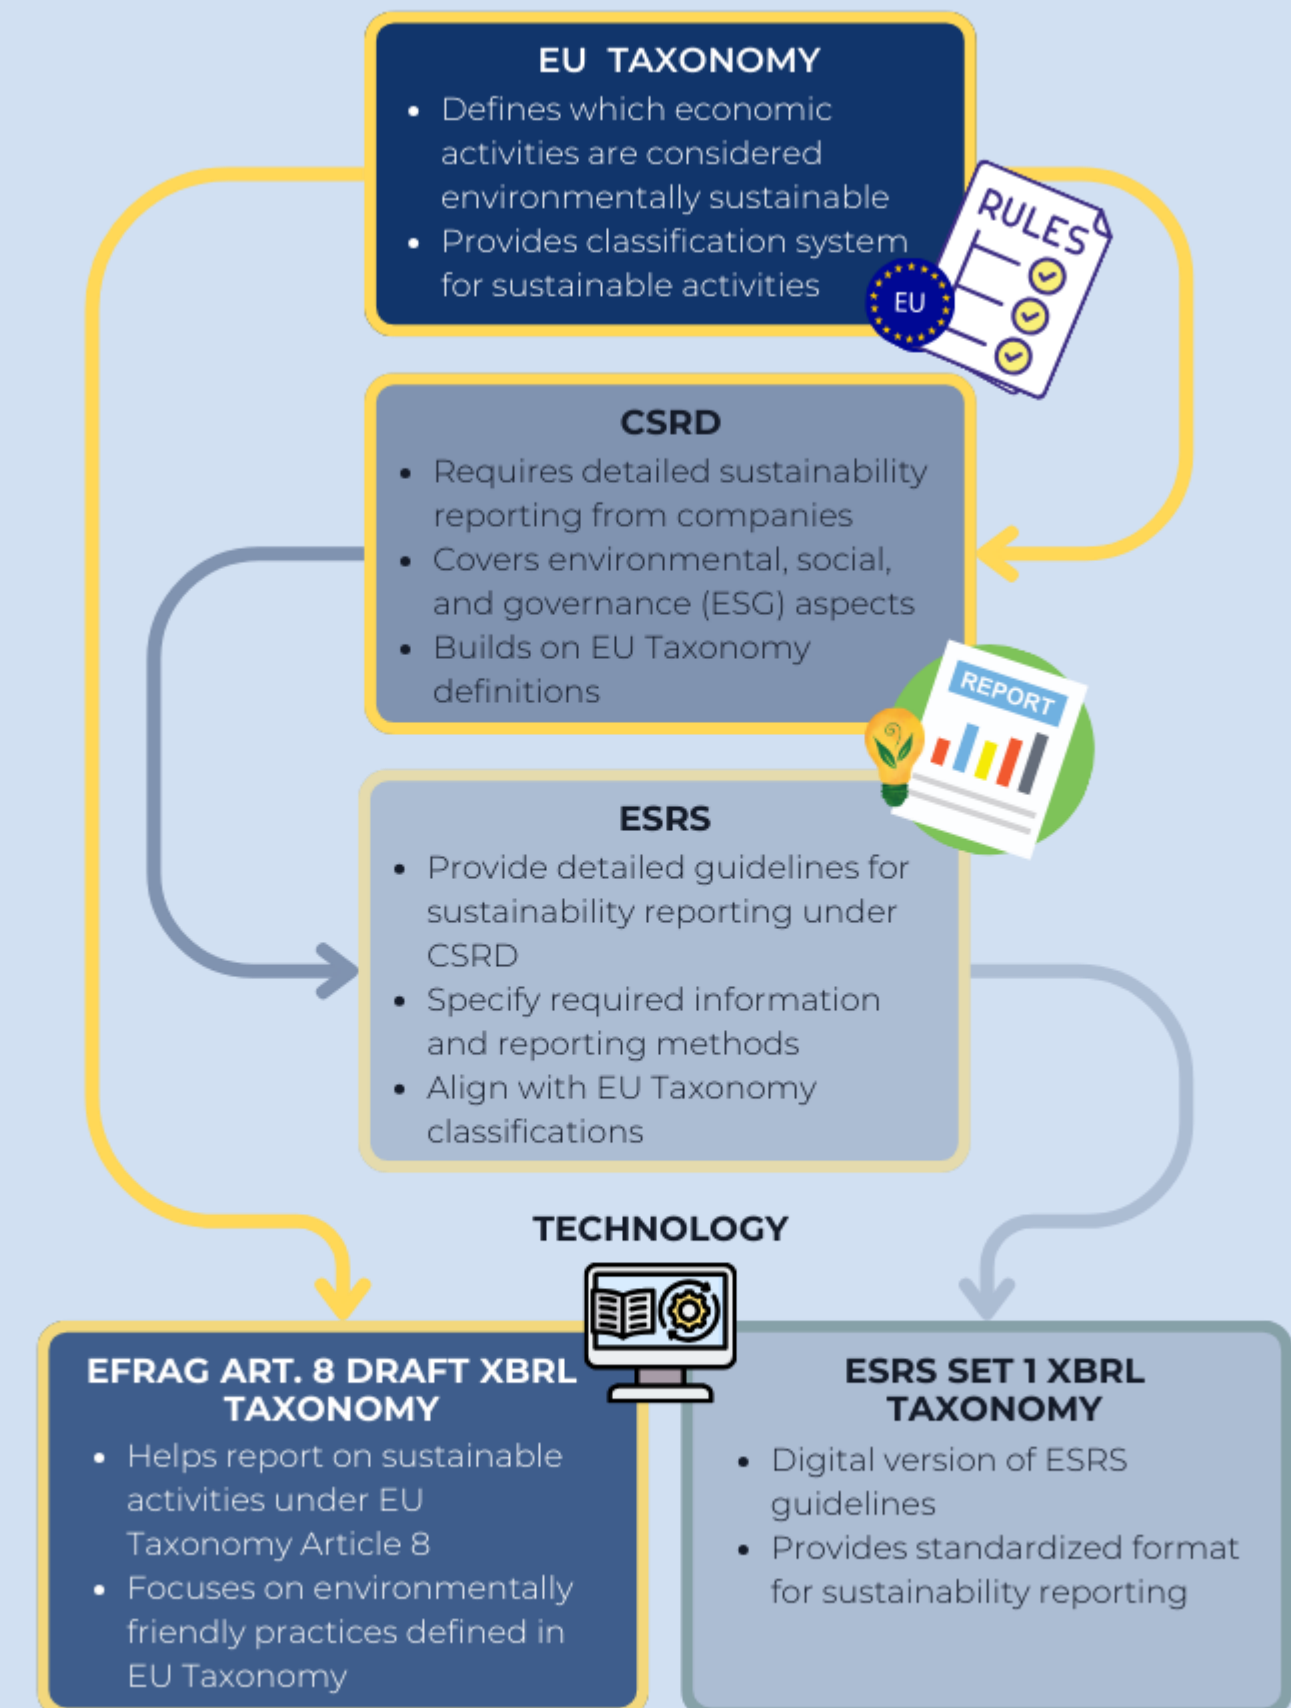 EU TAXONOMY
• Defines which economic
activities are considered
environmentally sustainable
• Provides classification system
for sustainable activities
RULES
EU
CSRD
• Requires detailed sustainability
reporting from companies
• Covers environmental, social,
and governance (ESG) aspects
• Builds on EU Taxonomy
definitions
REPORT
ESRS
• Provide detailed guidelines for
sustainability reporting under
CSRD
• Specify required information
and reporting methods
• Align with EU Taxonomy
classifications
TECHNOLOGY
EFRAG ART. 8 DRAFT XBRL
TAXONOMY
• Helps report on sustainable
activities under EU
Taxonomy Article 8
• Focuses on environmentally
friendly practices defined in
EU Taxonomy
ESRS SET 1 XBRL
TAXONOMY
• Digital version of ESRS
guidelines
• Provides standardized format
for sustainability reporting